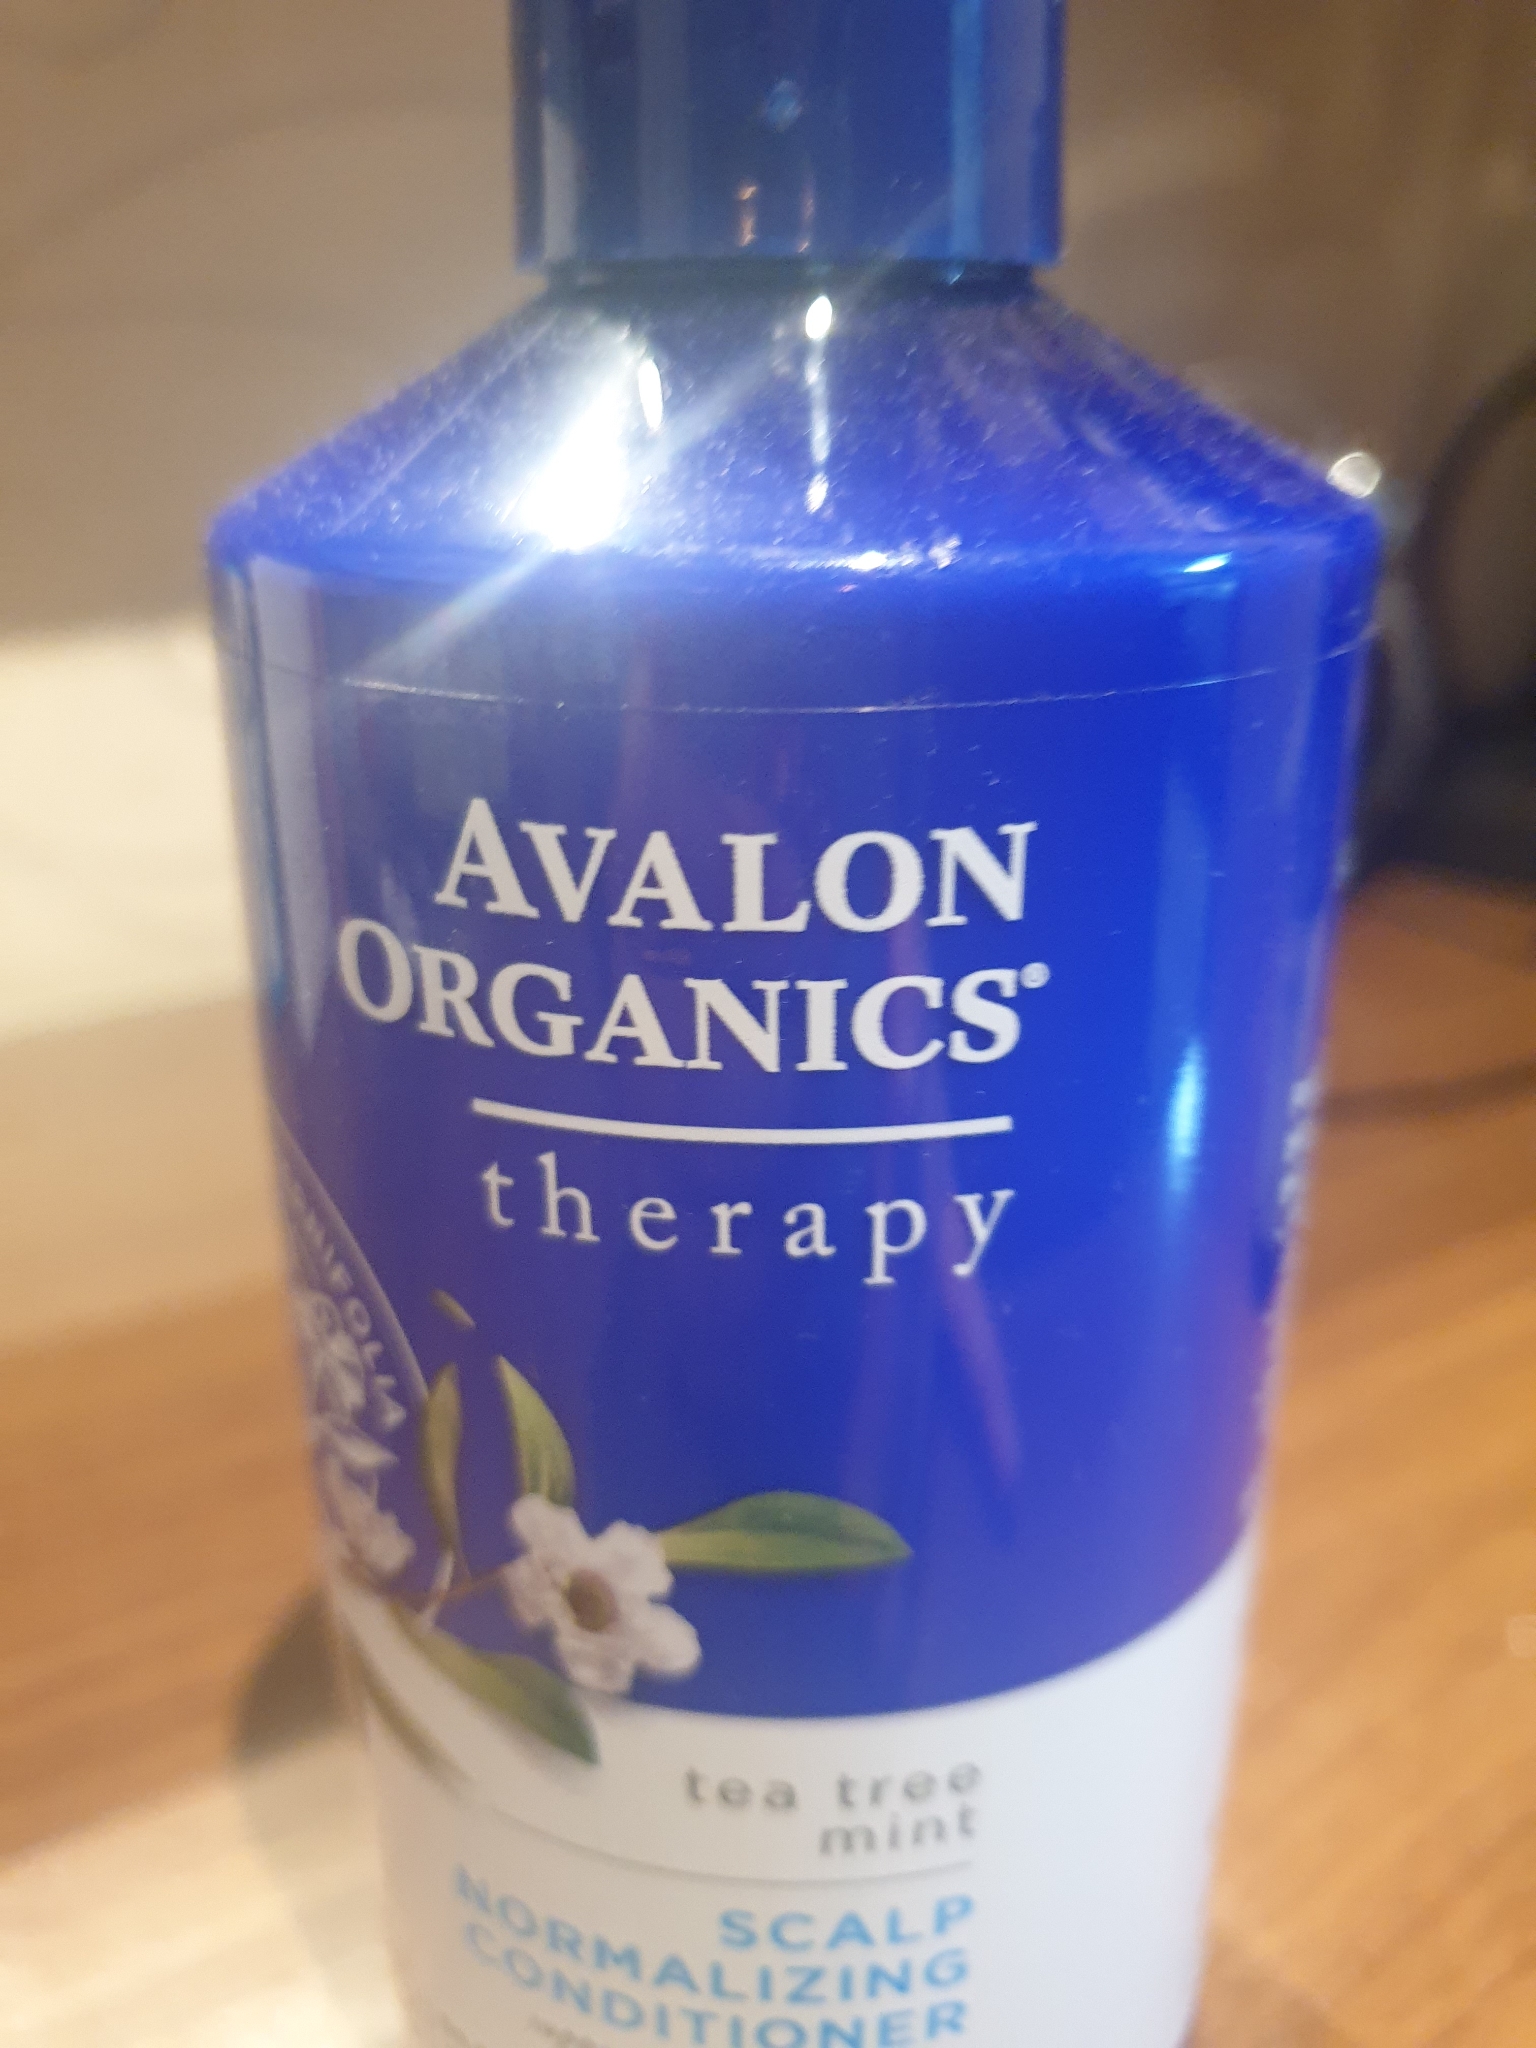 AVALON
ORGANICS®
therapy
tea tree
mint
SCALP
NORMALIZING
CONDITIONER